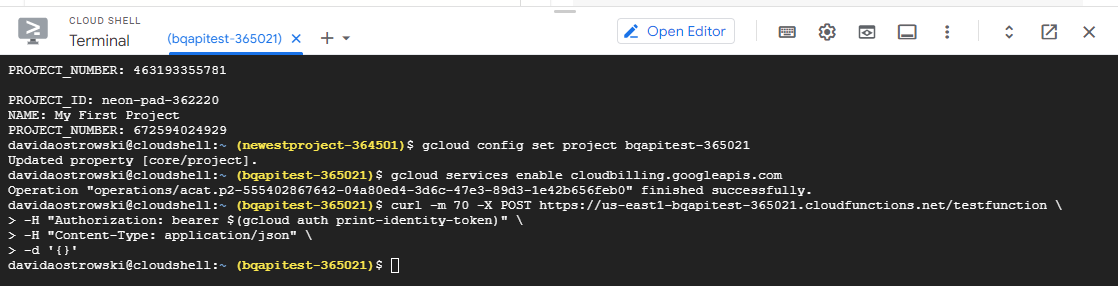 CLOUD SHELL
Terminal
(bqapitest-365021)
Open Editor
PROJECT_NUMBER: 463193355781
PROJECT_ID: neon-pad-362220
NAME: My First Project
PROJECT_NUMBER: 672594024929
davidaostrowski@cloudshell:~ (newestproject-364501)$ gcloud config set project bqapitest-365021
Updated property [core/project].
davidaostrowski@cloudshell:~ (bqapitest-365021)$ gcloud services enable cloudbilling.googleapis.com
Operation "operations/acat.p2-555402867642-04a80ed4-3d6c-47e3-89d3-1e42b656feb0" finished successfully.
davidaostrowski@cloudshell:~ (bqapitest-365021)$ curl -m 70 -X POST https://us-east1-bqapitest-365021.cloudfunctions.net/testfunction \
> -H "Authorization: bearer $(gcloud auth print-identity-token)" \
> -H "Content-Type: application/json" \
> -d '{}'
davidaostrowski@cloudshell:~ (bqapitest-365021)$